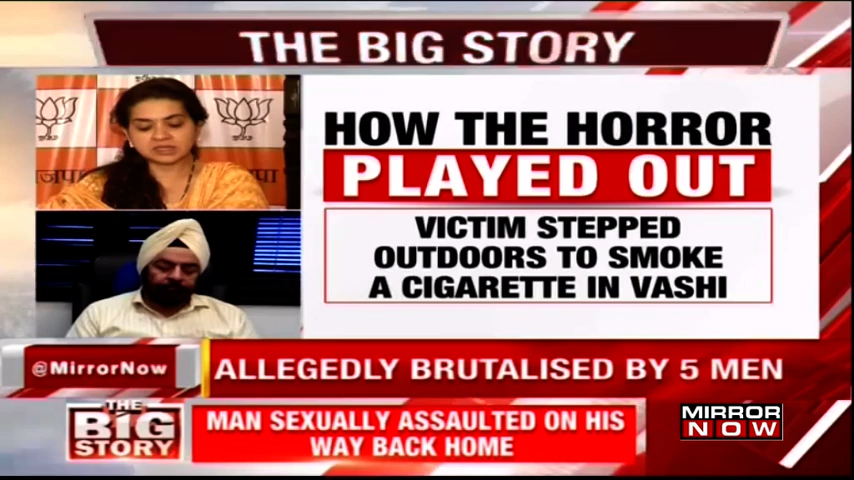 THE BIG STORY
HOW THE HORROR
PLAYED OUT
VICTIM STEPPED
OUTDOORS TO SMOKE
A CIGARETTE IN VASHI
@MIRRORNOW
ALLEGEDLY BRUTALISED BY 5 MEN
THE
BIG
STORY
MAN SEXUALLY ASSAULTED ON HIS
WAY BACK HOME
MIRROR
NOW